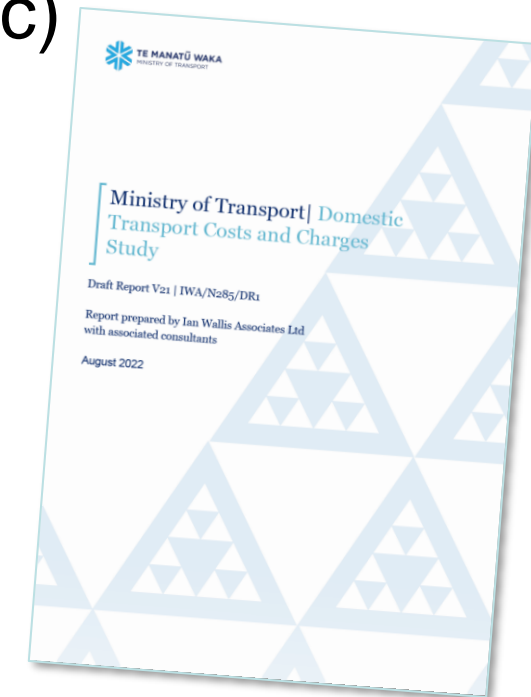 c)
TE MANATŪ WAKA
MINISTRY OF TRANSPORT
Ministry of Transport| Domestic
Transport Costs and Charges
Study
Draft Report V21 | IWA/N285/DR1
Report prepared by Ian Wallis Associates Ltd
with associated consultants
August 2022